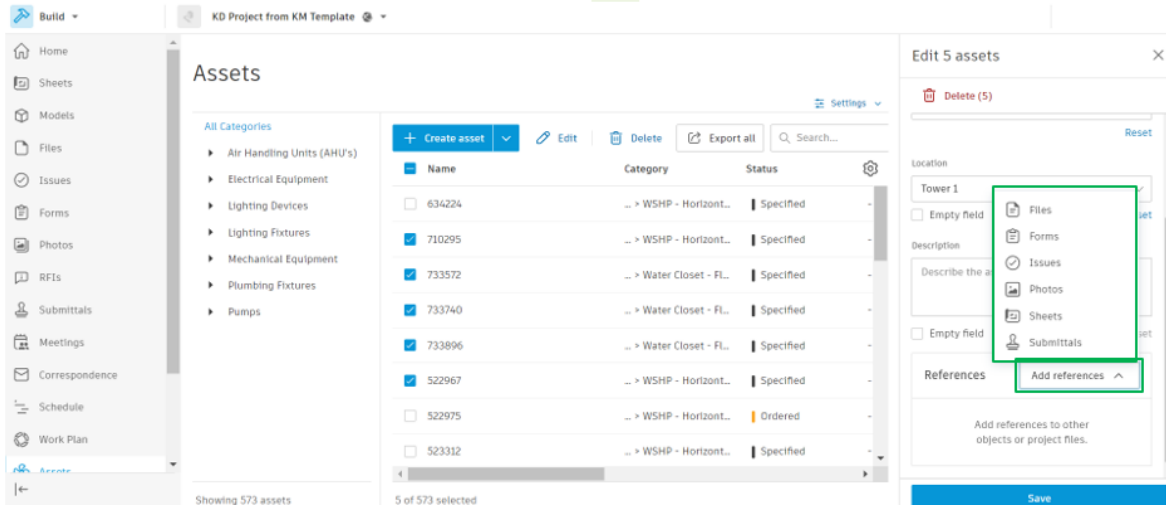 Build
KD Project from KM Template
Home
Sheets
Models
Files
Issues
Forms
Photos
RFIs
Submittals
Meetings
Correspondence
Schedule
Work Plan
Assets
Assets
Settings
All Categories
Air Handling Units (AHU's)
Electrical Equipment
Lighting Devices
Lighting Fixtures
Mechanical Equipment
Plumbing Fixtures
Pumps
Showing 573 assets
+ Create asset Edit Delete Export all Search...
Name Category Status
634224 ... > WSHP - Horizont... Specified -
710295 ... > WSHP - Horizont... Specified -
733572 ... > Water Closet - Fl... Specified -
733740 ... > Water Closet - Fl... Specified -
733896 ... > Water Closet - Fl... Specified -
522967 ... > WSHP - Horizont... Specified -
522975 ... > WSHP - Horizont... Ordered -
523312 ... > WSHP - Horizont... Specified -
5 of 573 selected
Edit 5 assets
Delete (5)
Reset
Location
Tower 1
Empty field
Description
Describe the a
Empty field
Files
Forms
Issues
Photos
Sheets
Submittals
References Add references
Add references to other
objects or project files.
Save